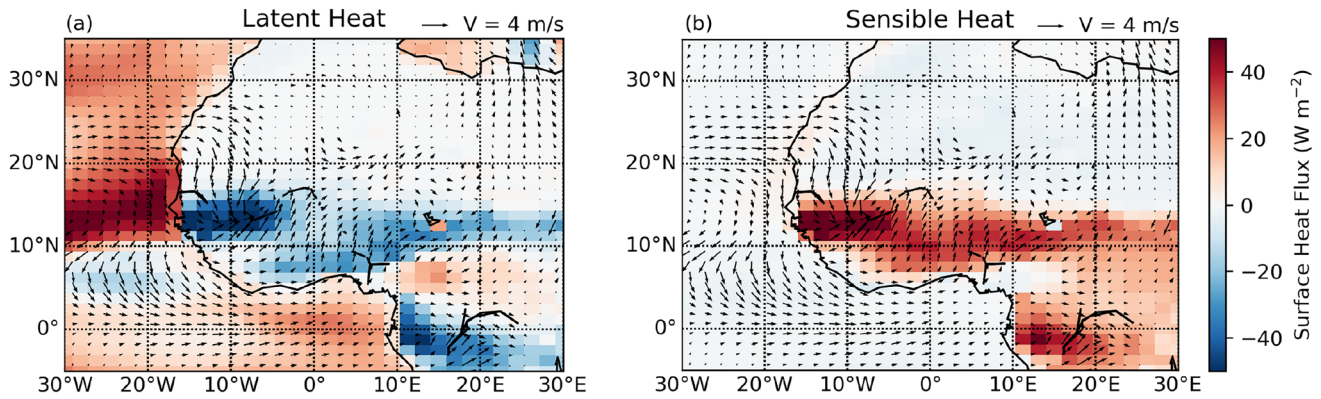 (a) Latent Heat → V = 4 m/s
30°N
20°N
10°N
0°
30°W 20°W 10°W 0° 10°E 20°E 30°E
(b) Sensible Heat → V = 4 m/s
30°N
20°N
10°N
0°
30°W 20°W 10°W 0° 10°E 20°E 30°E
40
20
0
−20
−40
Surface Heat Flux (W m⁻²)